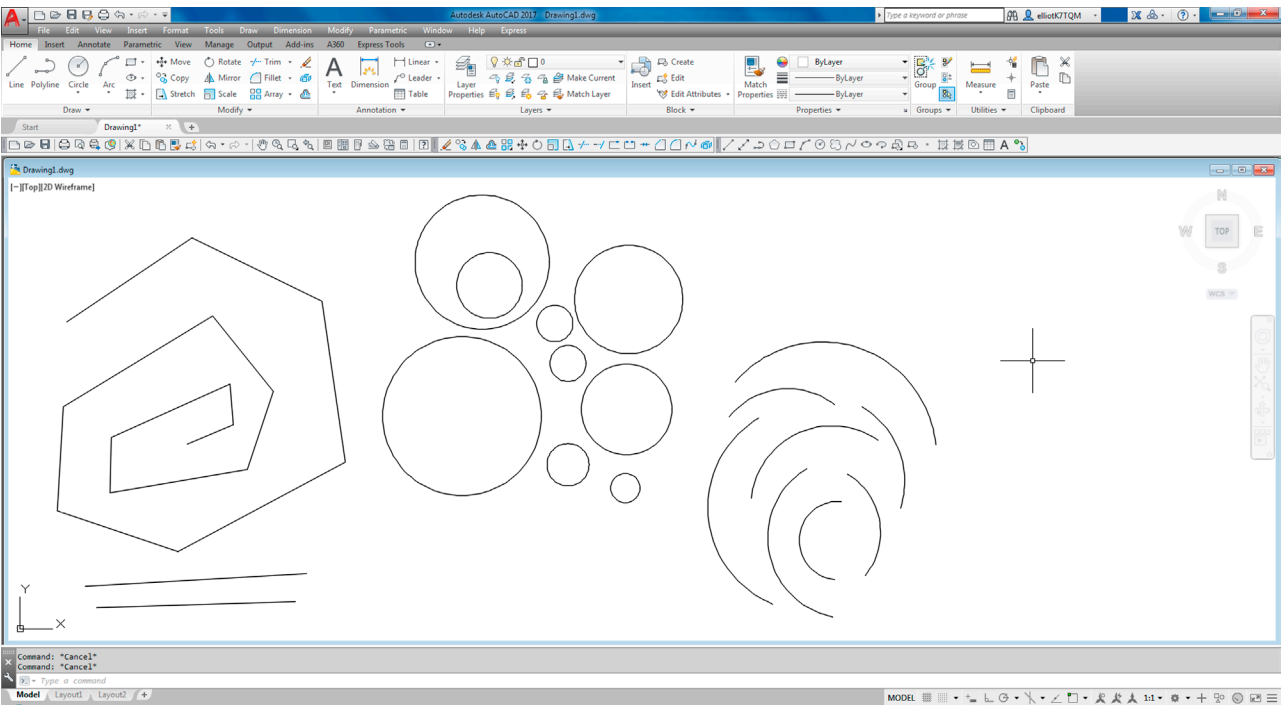 Autodesk AutoCAD 2017 Drawing1.dwg
Type a keyword or phrase
elliotK7TQM
File Edit View Insert Format Tools Draw Dimension Modify Parametric Window Help Express
Home Insert Annotate Parametric View Manage Output Add-ins A360 Express Tools
Move Rotate Trim Linear 0 Create ByLayer
Copy Mirror Fillet Leader Make Current Edit ByLayer
Line Polyline Circle Arc Text Dimension Layer Insert Match Group Measure Paste
Stretch Scale Array Table Properties Match Layer Edit Attributes Properties ByLayer
Draw Modify Annotation Layers Block Properties Groups Utilities Clipboard
Start Drawing1*
Drawing1.dwg
[−][Top][2D Wireframe]
N
W TOP E
S
WCS
Y
X
Command: *Cancel*
Command: *Cancel*
Type a command
Model Layout1 Layout2 +
MODEL 1:1